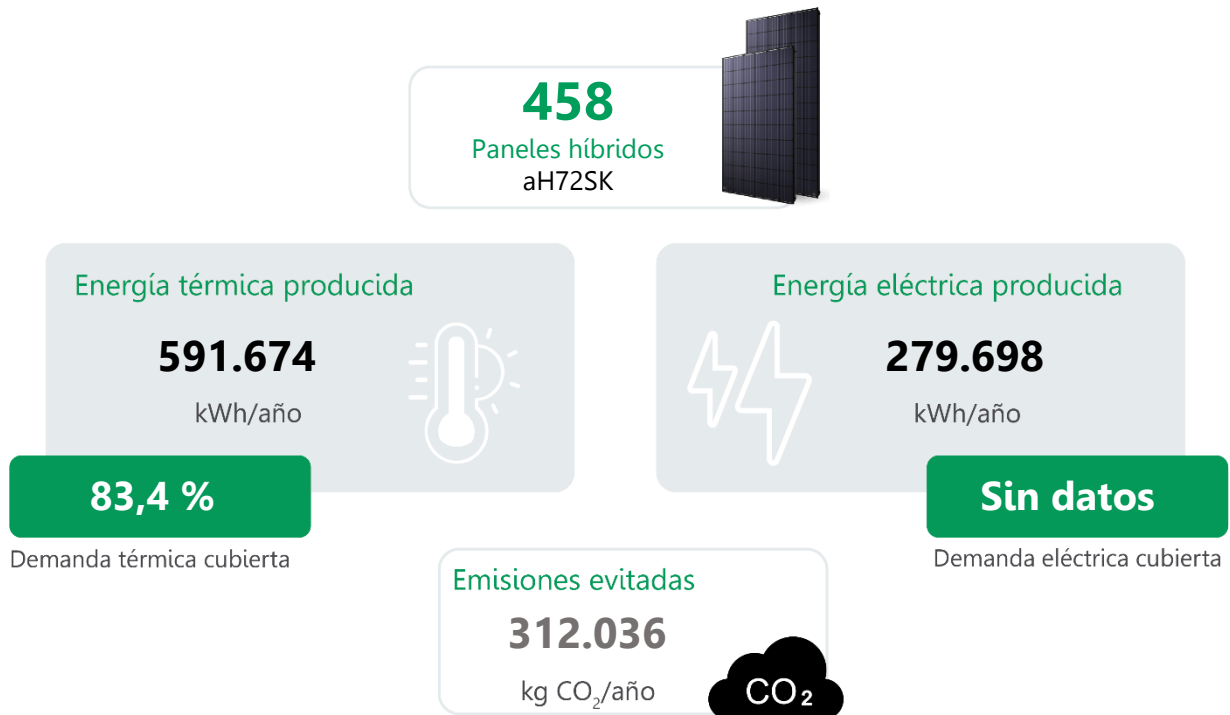 458
Paneles híbridos
aH72SK
Energía térmica producida
591.674
kWh/año
83,4 %
Demanda térmica cubierta
Energía eléctrica producida
279.698
kWh/año
Sin datos
Demanda eléctrica cubierta
Emisiones evitadas
312.036
kg CO₂/año
CO₂